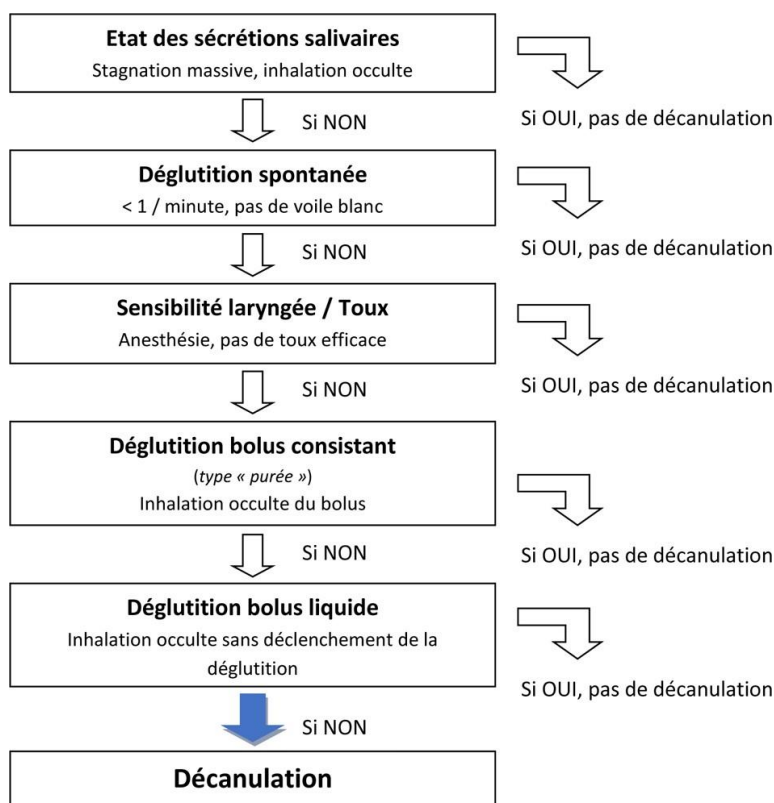 Etat des sécrétions salivaires
Stagnation massive, inhalation occulte
Si OUI, pas de décanulation
Si NON
Déglutition spontanée
< 1 / minute, pas de voile blanc
Si OUI, pas de décanulation
Si NON
Sensibilité laryngée / Toux
Anesthésie, pas de toux efficace
Si OUI, pas de décanulation
Si NON
Déglutition bolus consistant
(type « purée »)
Inhalation occulte du bolus
Si OUI, pas de décanulation
Si NON
Déglutition bolus liquide
Inhalation occulte sans déclenchement de la
déglutition
Si OUI, pas de décanulation
Si NON
Décanulation